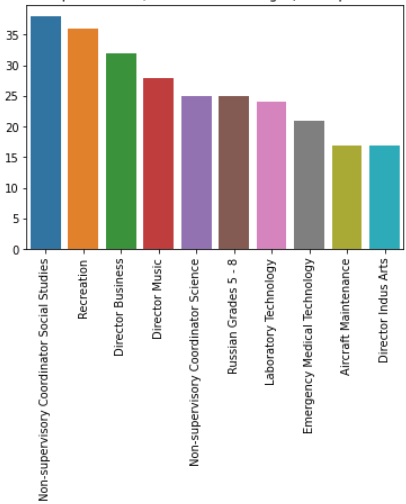 35
30
25
20
15
10
5
0
Non-supervisory Coordinator Social Studies
Recreation
Director Business
Director Music
Non-supervisory Coordinator Science
Russian Grades 5 - 8
Laboratory Technology
Emergency Medical Technology
Aircraft Maintenance
Director Indus Arts